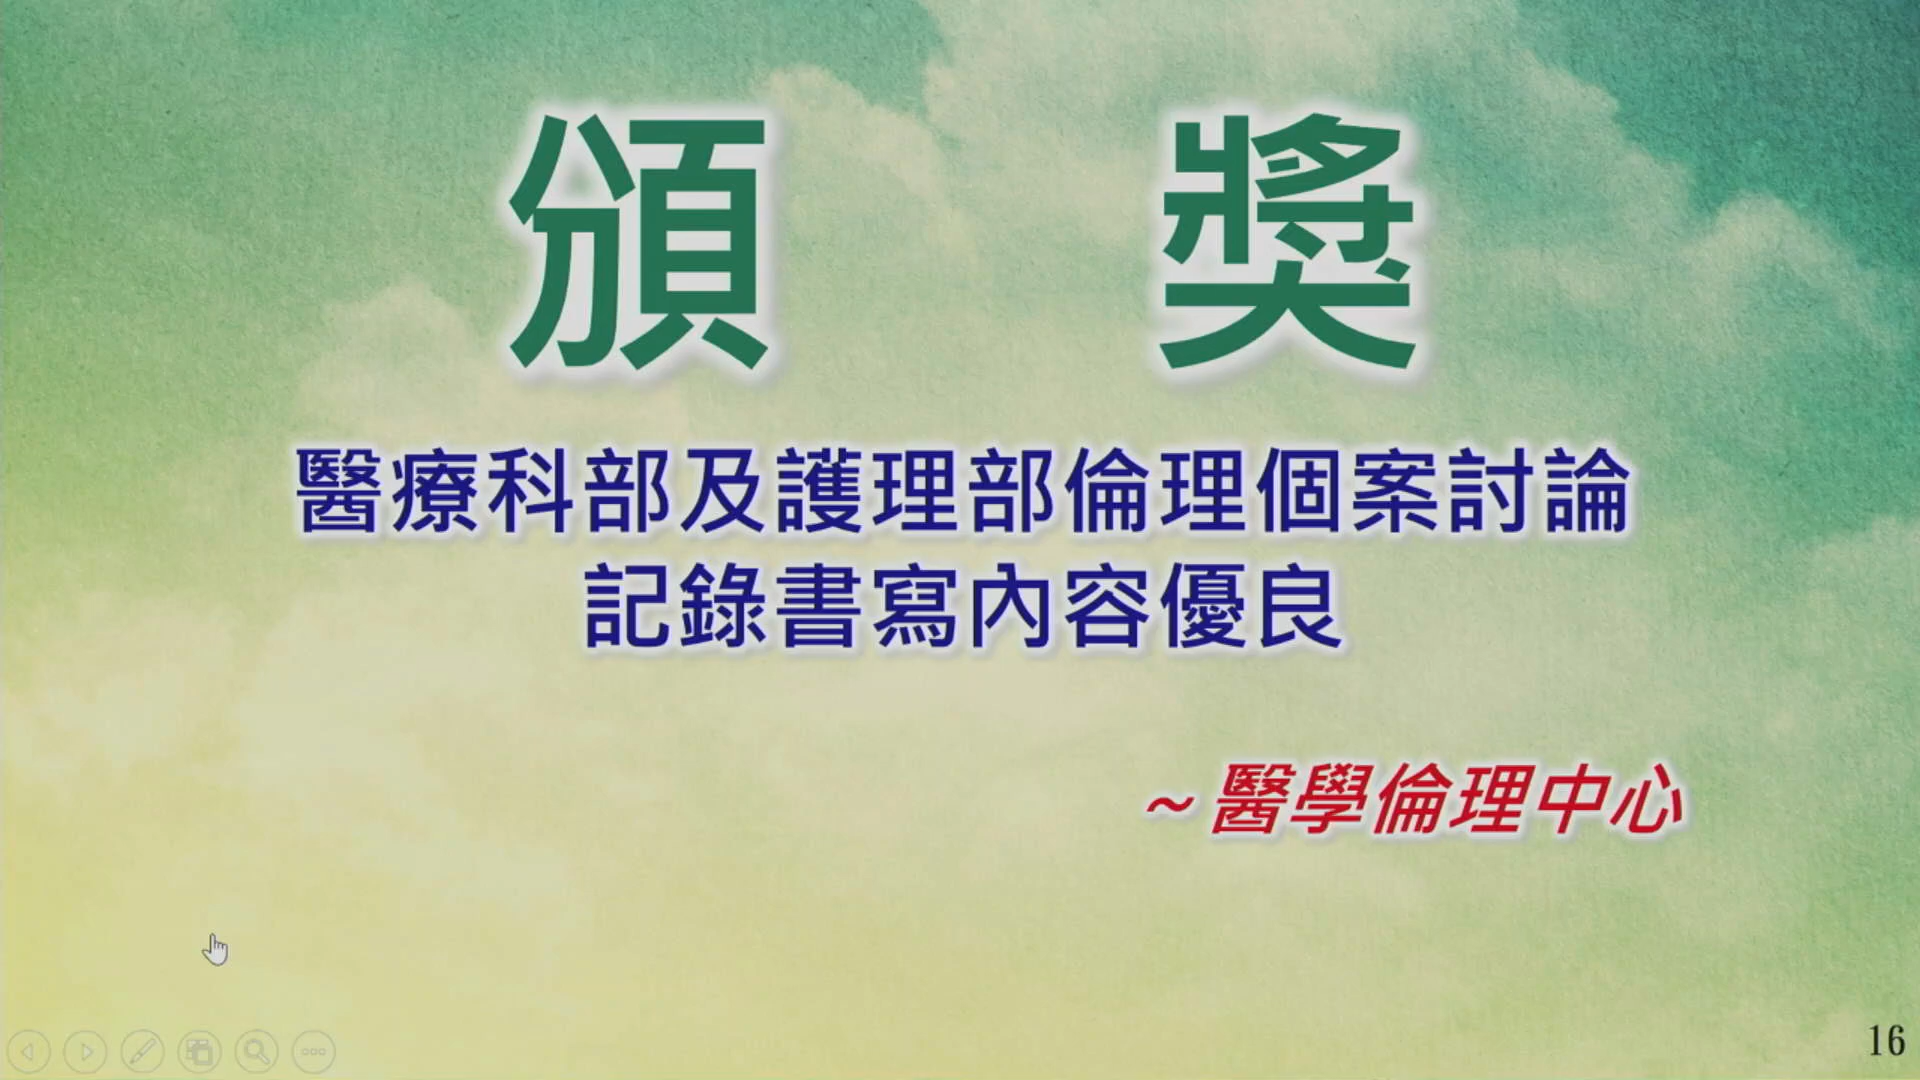 頒 獎
醫療科部及護理部倫理個案討論
記錄書寫內容優良
~醫學倫理中心
16